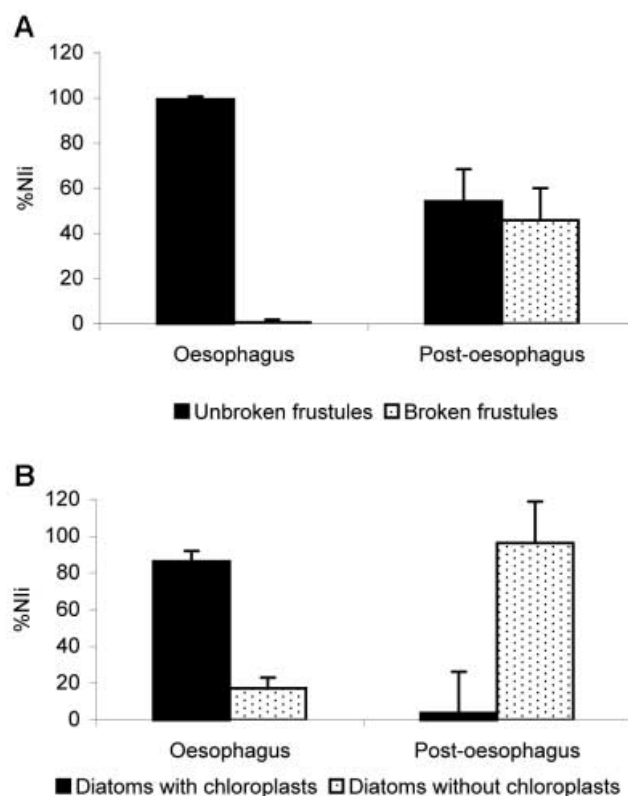 A
120
100
80
60
40
20
0
%Nli
Oesophagus Post-oesophagus
Unbroken frustules Broken frustules
B
120
100
80
60
40
20
0
%Nli
Oesophagus Post-oesophagus
Diatoms with chloroplasts Diatoms without chloroplasts